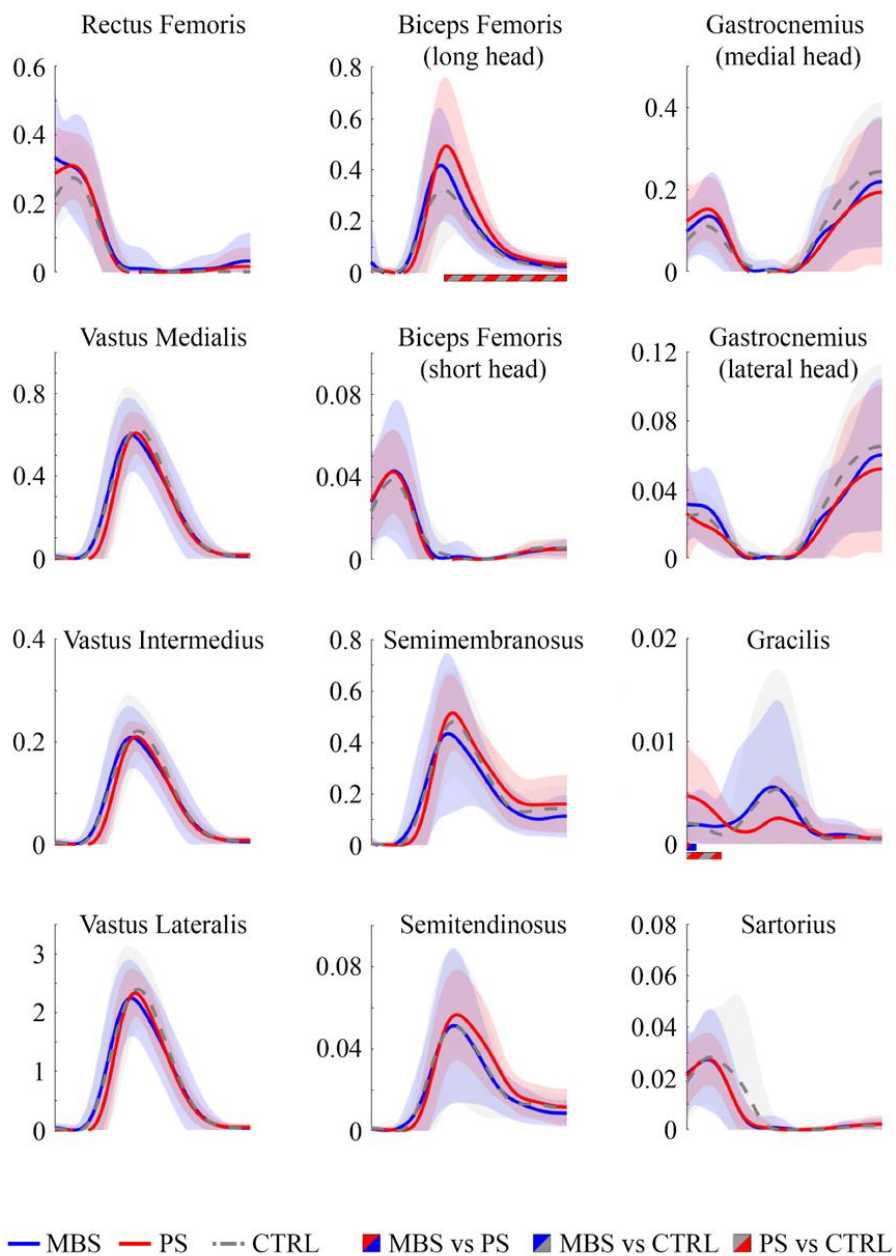 Rectus Femoris
0.6
0.4
0.2
0
Biceps Femoris
(long head)
0.8
0.6
0.4
0.2
0
Gastrocnemius
(medial head)
0.4
0.2
0
Vastus Medialis
0.8
0.4
0
Biceps Femoris
(short head)
0.08
0.04
0
Gastrocnemius
(lateral head)
0.12
0.08
0.04
0
Vastus Intermedius
0.4
0.2
0
Semimembranosus
0.8
0.6
0.4
0.2
0
Gracilis
0.02
0.01
0
Vastus Lateralis
3
2
1
0
Semitendinosus
0.08
0.04
0
Sartorius
0.08
0.06
0.04
0.02
0
MBS PS CTRL MBS vs PS MBS vs CTRL PS vs CTRL